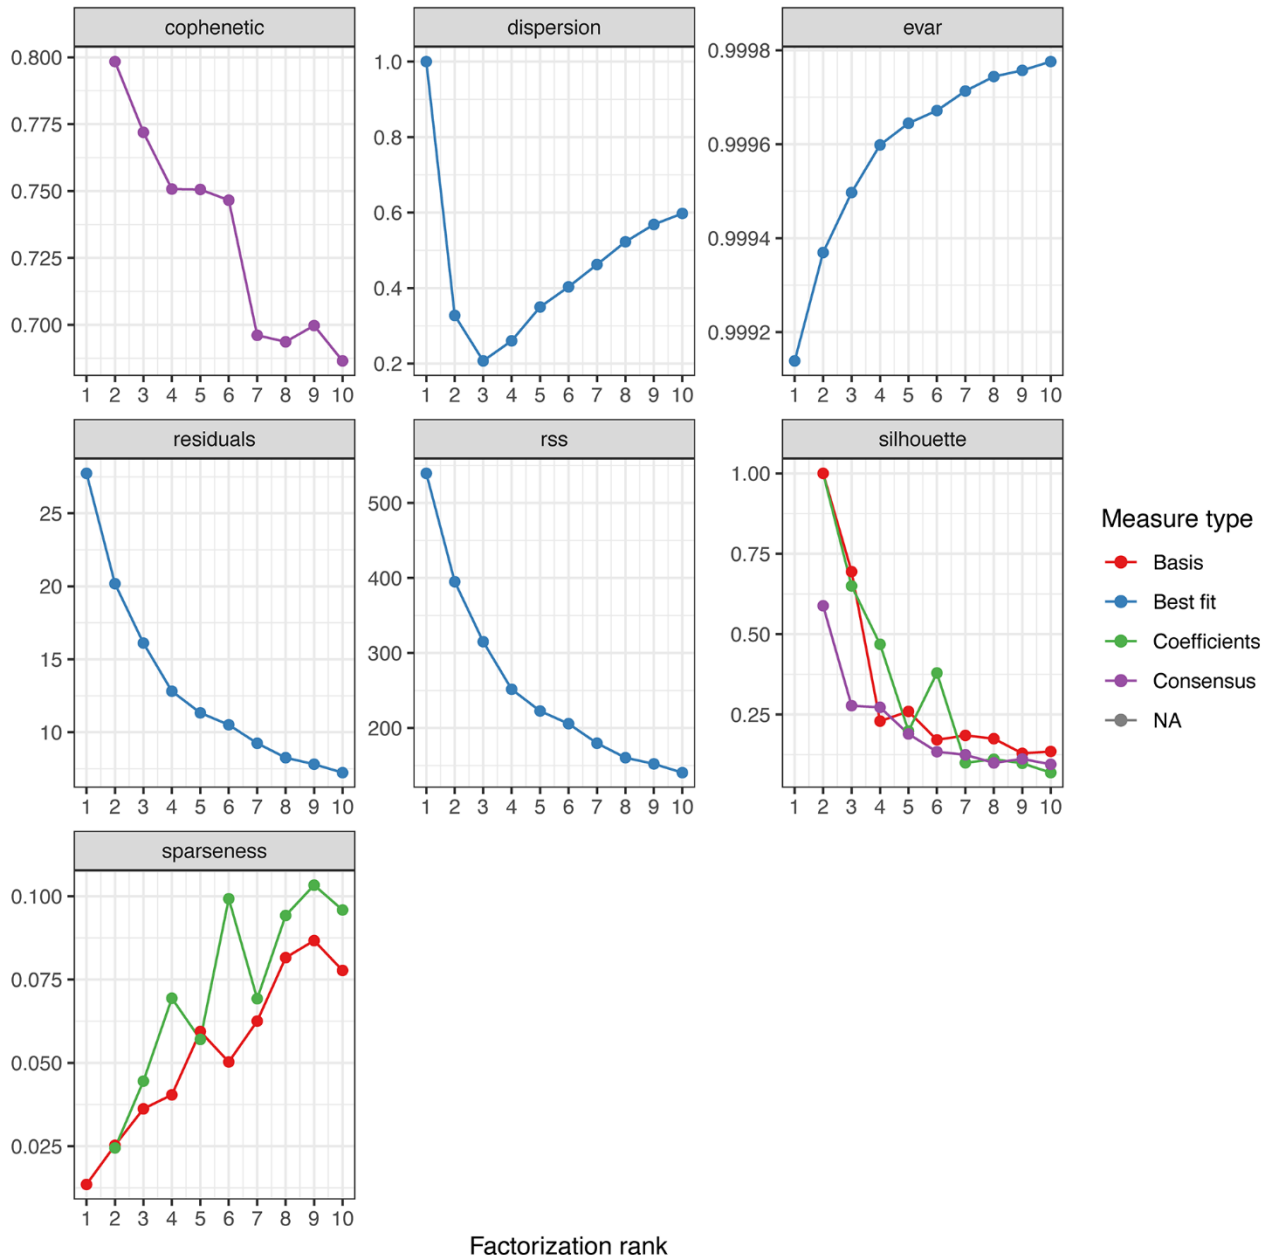 cophenetic
0.800
0.775
0.750
0.725
0.700
1 2 3 4 5 6 7 8 9 10
dispersion
1.0
0.8
0.6
0.4
0.2
1 2 3 4 5 6 7 8 9 10
evar
0.9998
0.9996
0.9994
0.9992
1 2 3 4 5 6 7 8 9 10
residuals
25
20
15
10
1 2 3 4 5 6 7 8 9 10
rss
500
400
300
200
1 2 3 4 5 6 7 8 9 10
silhouette
1.00
0.75
0.50
0.25
1 2 3 4 5 6 7 8 9 10
Measure type
Basis
Best fit
Coefficients
Consensus
NA
sparseness
0.100
0.075
0.050
0.025
1 2 3 4 5 6 7 8 9 10
Factorization rank